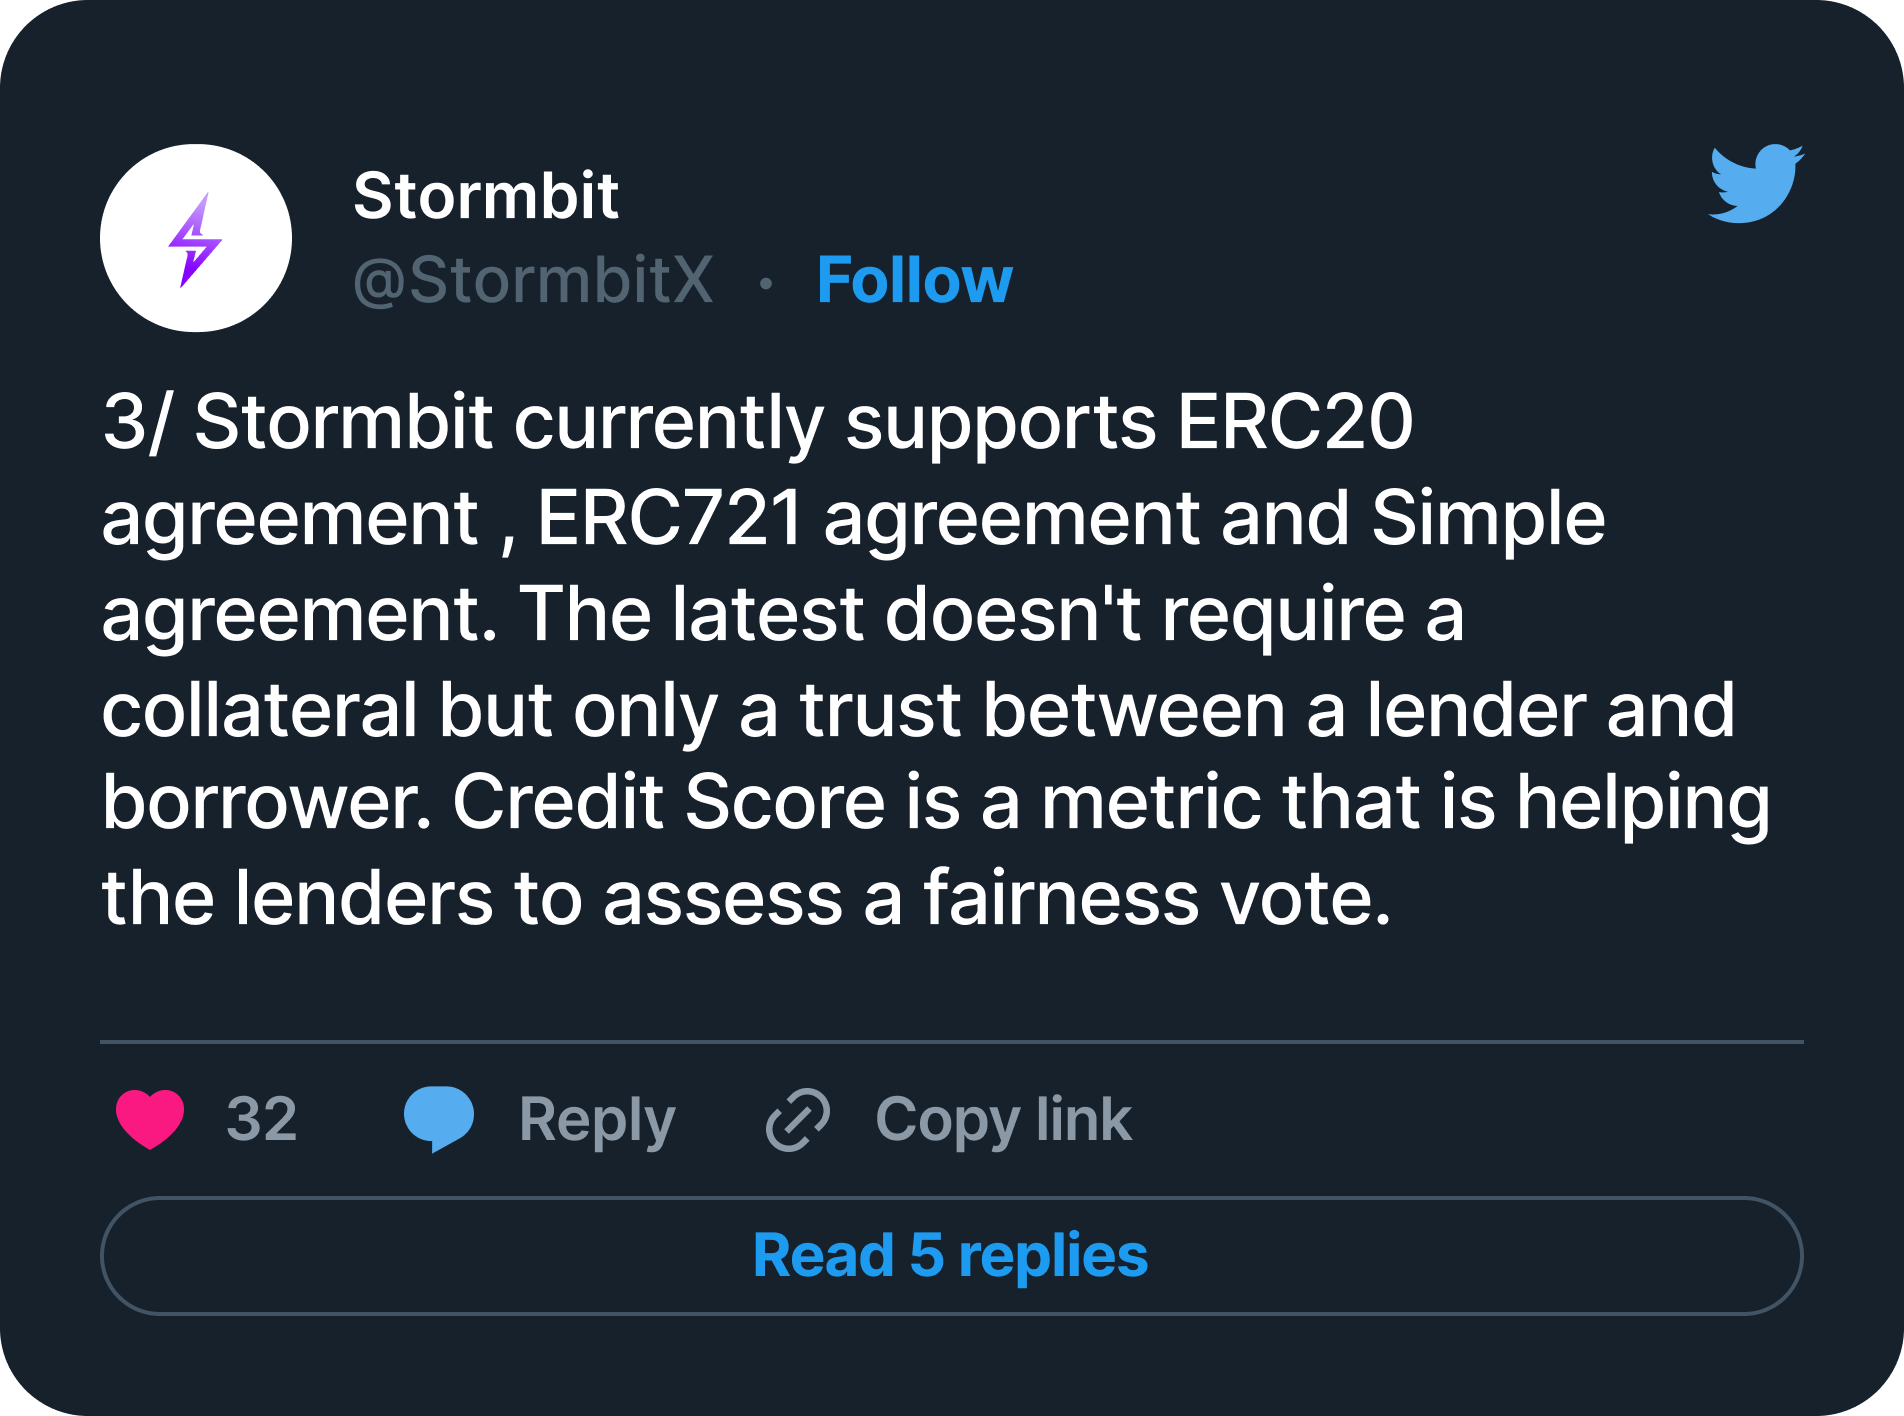 Stormbit
@StormbitX · Follow
3/ Stormbit currently supports ERC20
agreement , ERC721 agreement and Simple
agreement. The latest doesn't require a
collateral but only a trust between a lender and
borrower. Credit Score is a metric that is helping
the lenders to assess a fairness vote.
32 Reply Copy link
Read 5 replies